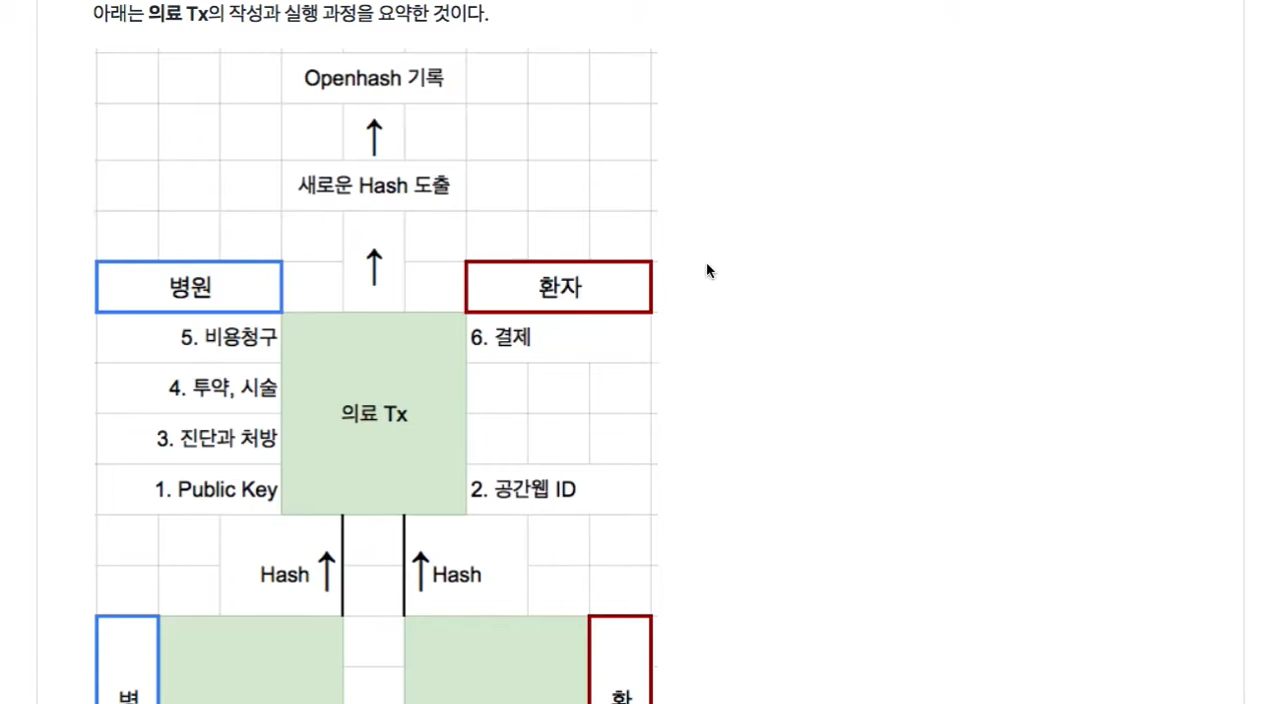 아래는 의료 Tx의 작성과 실행 과정을 요약한 것이다.
Openhash 기록
↑
새로운 Hash 도출
↑
병원
환자
5. 비용청구
6. 결제
4. 투약, 시술
의료 Tx
3. 진단과 처방
1. Public Key
2. 공간웹 ID
Hash ↑
↑ Hash